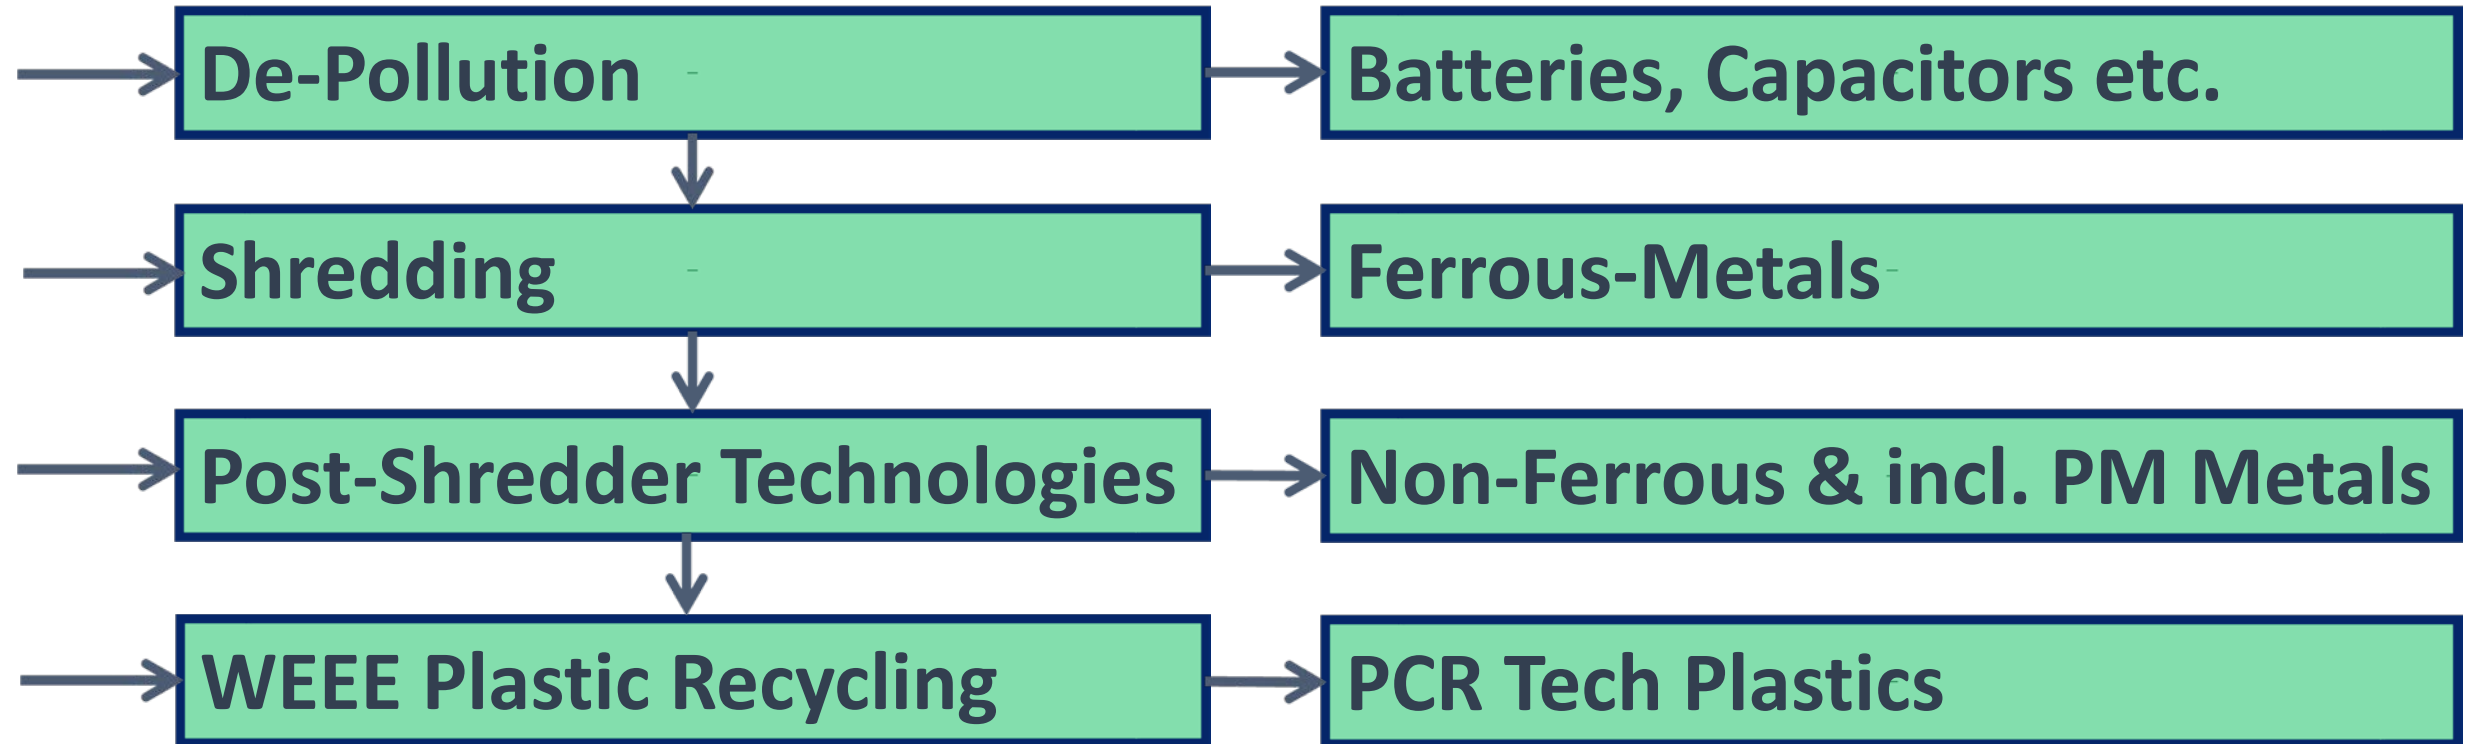 De-Pollution
Batteries, Capacitors etc.
Shredding
Ferrous-Metals
Post-Shredder Technologies
Non-Ferrous & incl. PM Metals
WEEE Plastic Recycling
PCR Tech Plastics